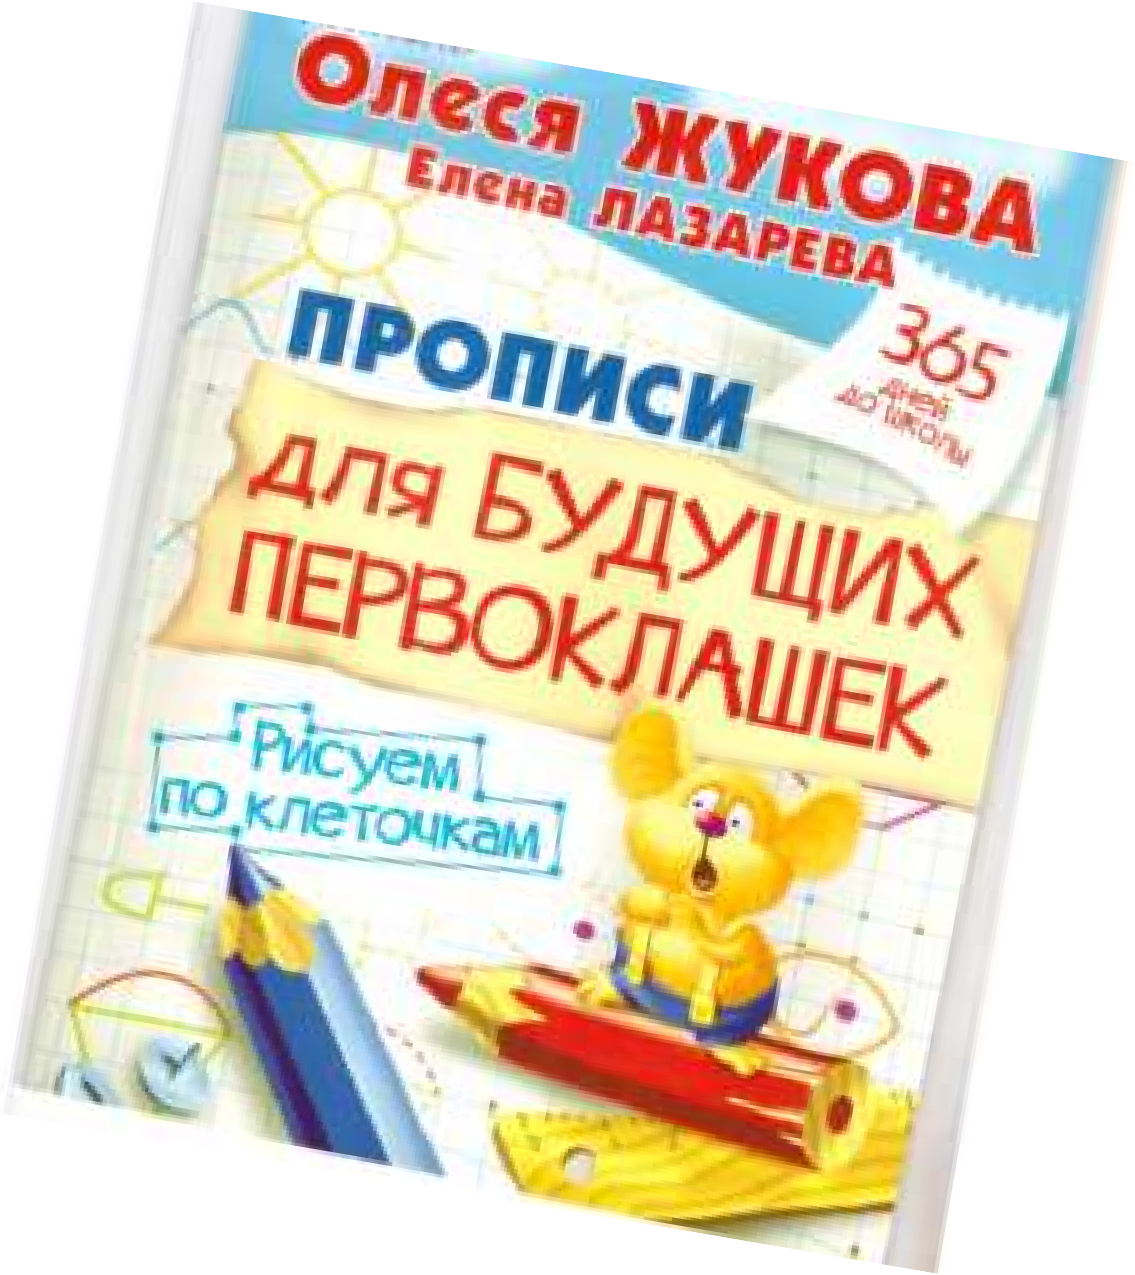 Олеся ЖУКОВА
Елена ЛАЗАРЕВА
365
дней
до школы
ПРОПИСИ
для БУДУЩИХ
ПЕРВОКЛАШЕК
Рисуем
по клеточкам